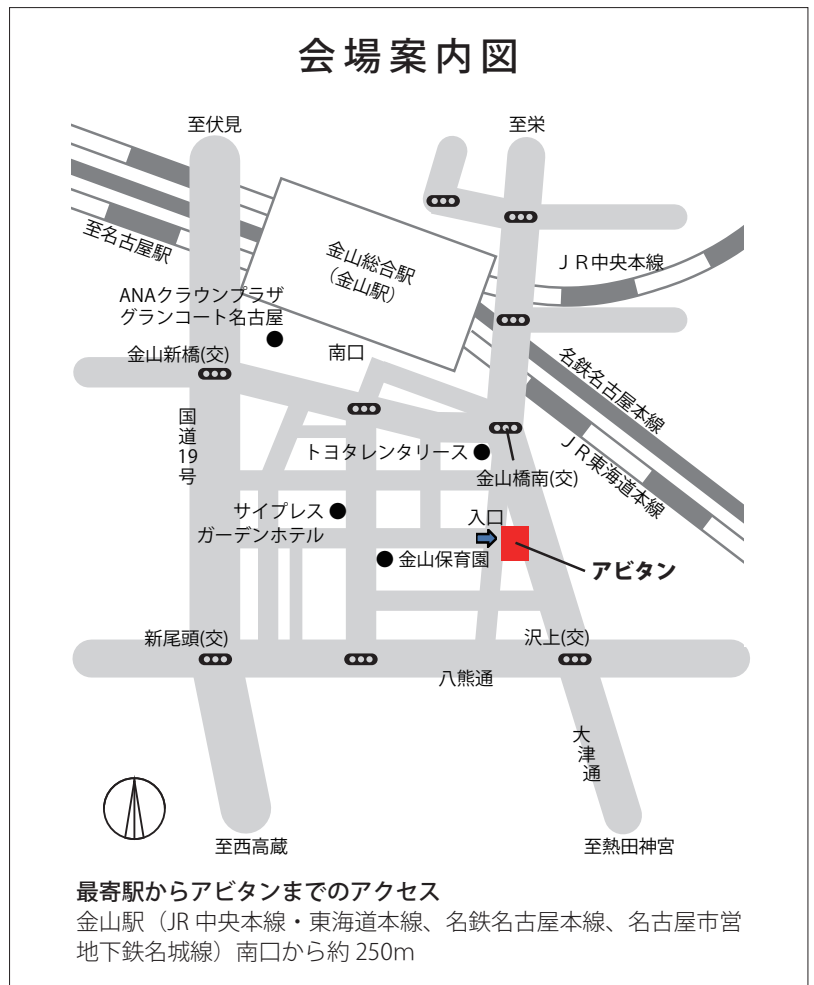 会場案内図
至伏見
至栄
至名古屋駅
金山総合駅
（金山駅）
ＪＲ中央本線
ANAクラウンプラザ
グランコート名古屋
南口
金山新橋(交)
名鉄名古屋本線
国道19号
トヨタレンタリース
ＪＲ東海道本線
金山橋南(交)
サイプレス
ガーデンホテル
入口
金山保育園
アビタン
新尾頭(交)
沢上(交)
八熊通
大津通
至西高蔵
至熱田神宮
最寄駅からアビタンまでのアクセス
金山駅（JR 中央本線・東海道本線、名鉄名古屋本線、名古屋市営
地下鉄名城線）南口から約 250m